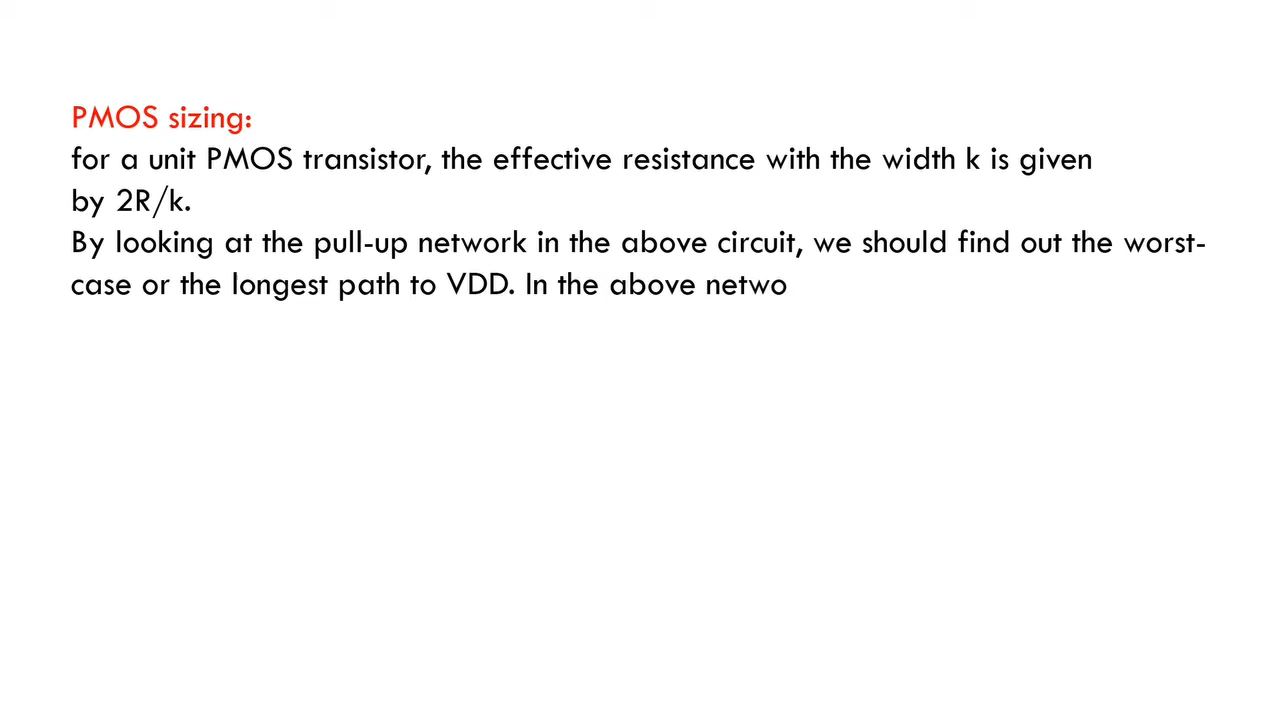 PMOS sizing:
for a unit PMOS transistor, the effective resistance with the width k is given
by 2R/k.
By looking at the pull-up network in the above circuit, we should find out the worst-
case or the longest path to VDD. In the above netwo